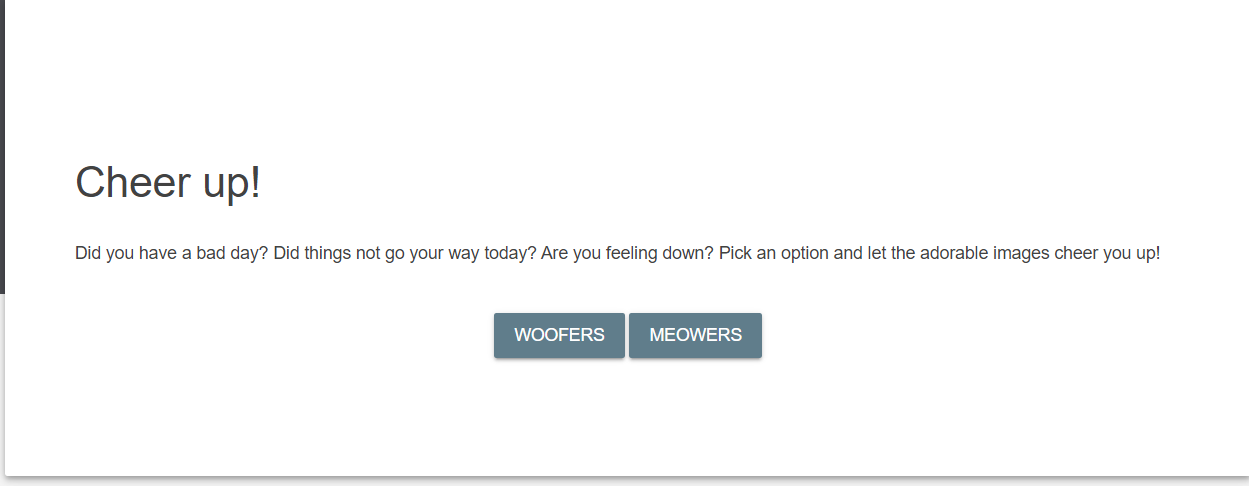 Cheer up!
Did you have a bad day? Did things not go your way today? Are you feeling down? Pick an option and let the adorable images cheer you up!
WOOFERS MEOWERS